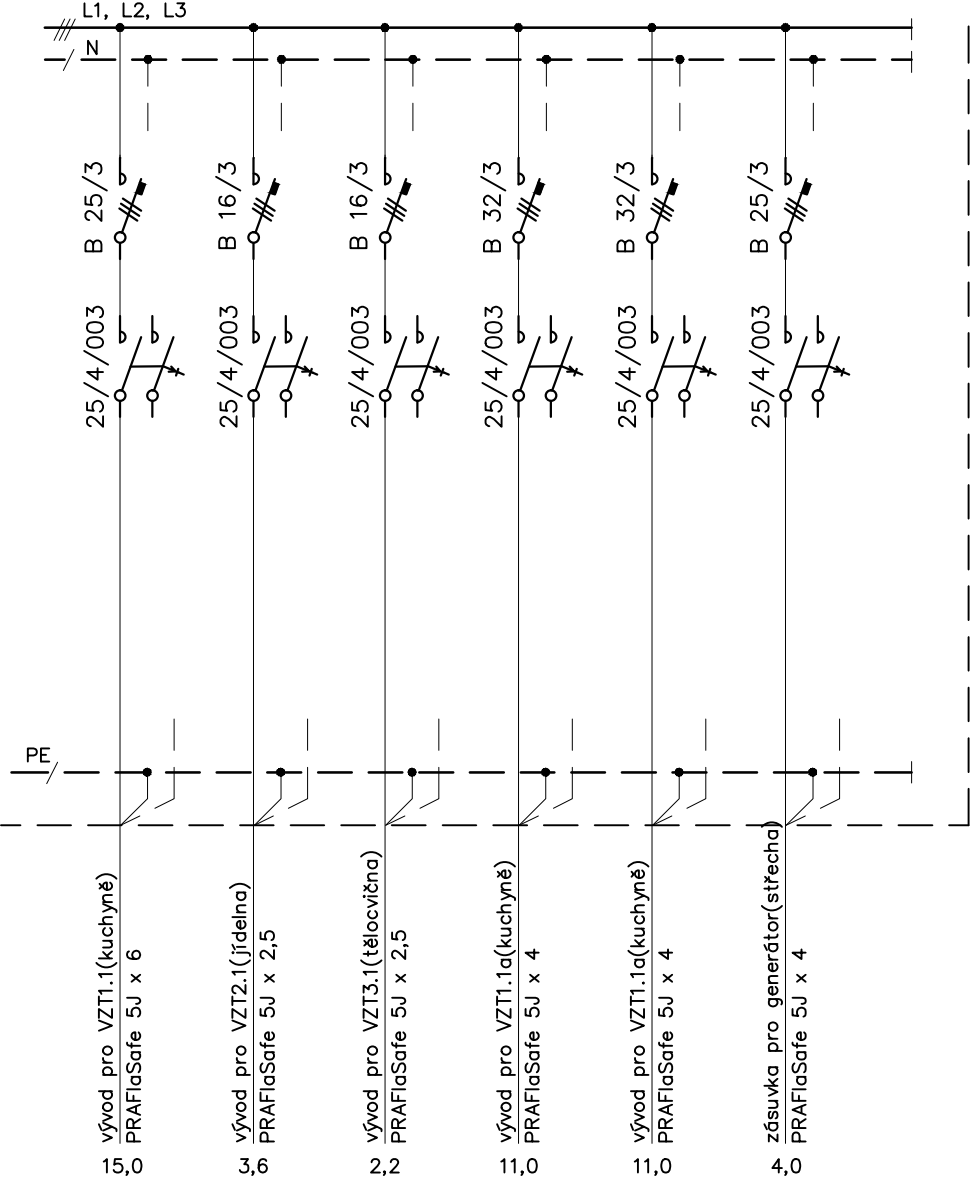 L1, L2, L3
N
B 25/3
B 16/3
B 16/3
B 32/3
B 32/3
B 25/3
25/4/003
25/4/003
25/4/003
25/4/003
25/4/003
25/4/003
PE
vývod pro VZT1.1(kuchyně)
PRAFlaSafe 5J x 6
vývod pro VZT2.1(jídelna)
PRAFlaSafe 5J x 2,5
vývod pro VZT3.1(tělocvična)
PRAFlaSafe 5J x 2,5
vývod pro VZT1.1a(kuchyně)
PRAFlaSafe 5J x 4
vývod pro VZT1.1a(kuchyně)
PRAFlaSafe 5J x 4
zásuvka pro generátor(střecha)
PRAFlaSafe 5J x 4
15,0
3,6
2,2
11,0
11,0
4,0